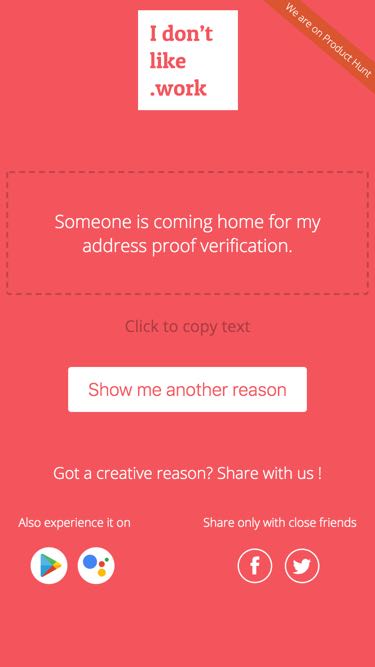 I don't
like
.work
We are on Product Hunt
Someone is coming home for my
address proof verification.
Click to copy text
Show me another reason
Got a creative reason? Share with us !
Also experience it on
Share only with close friends